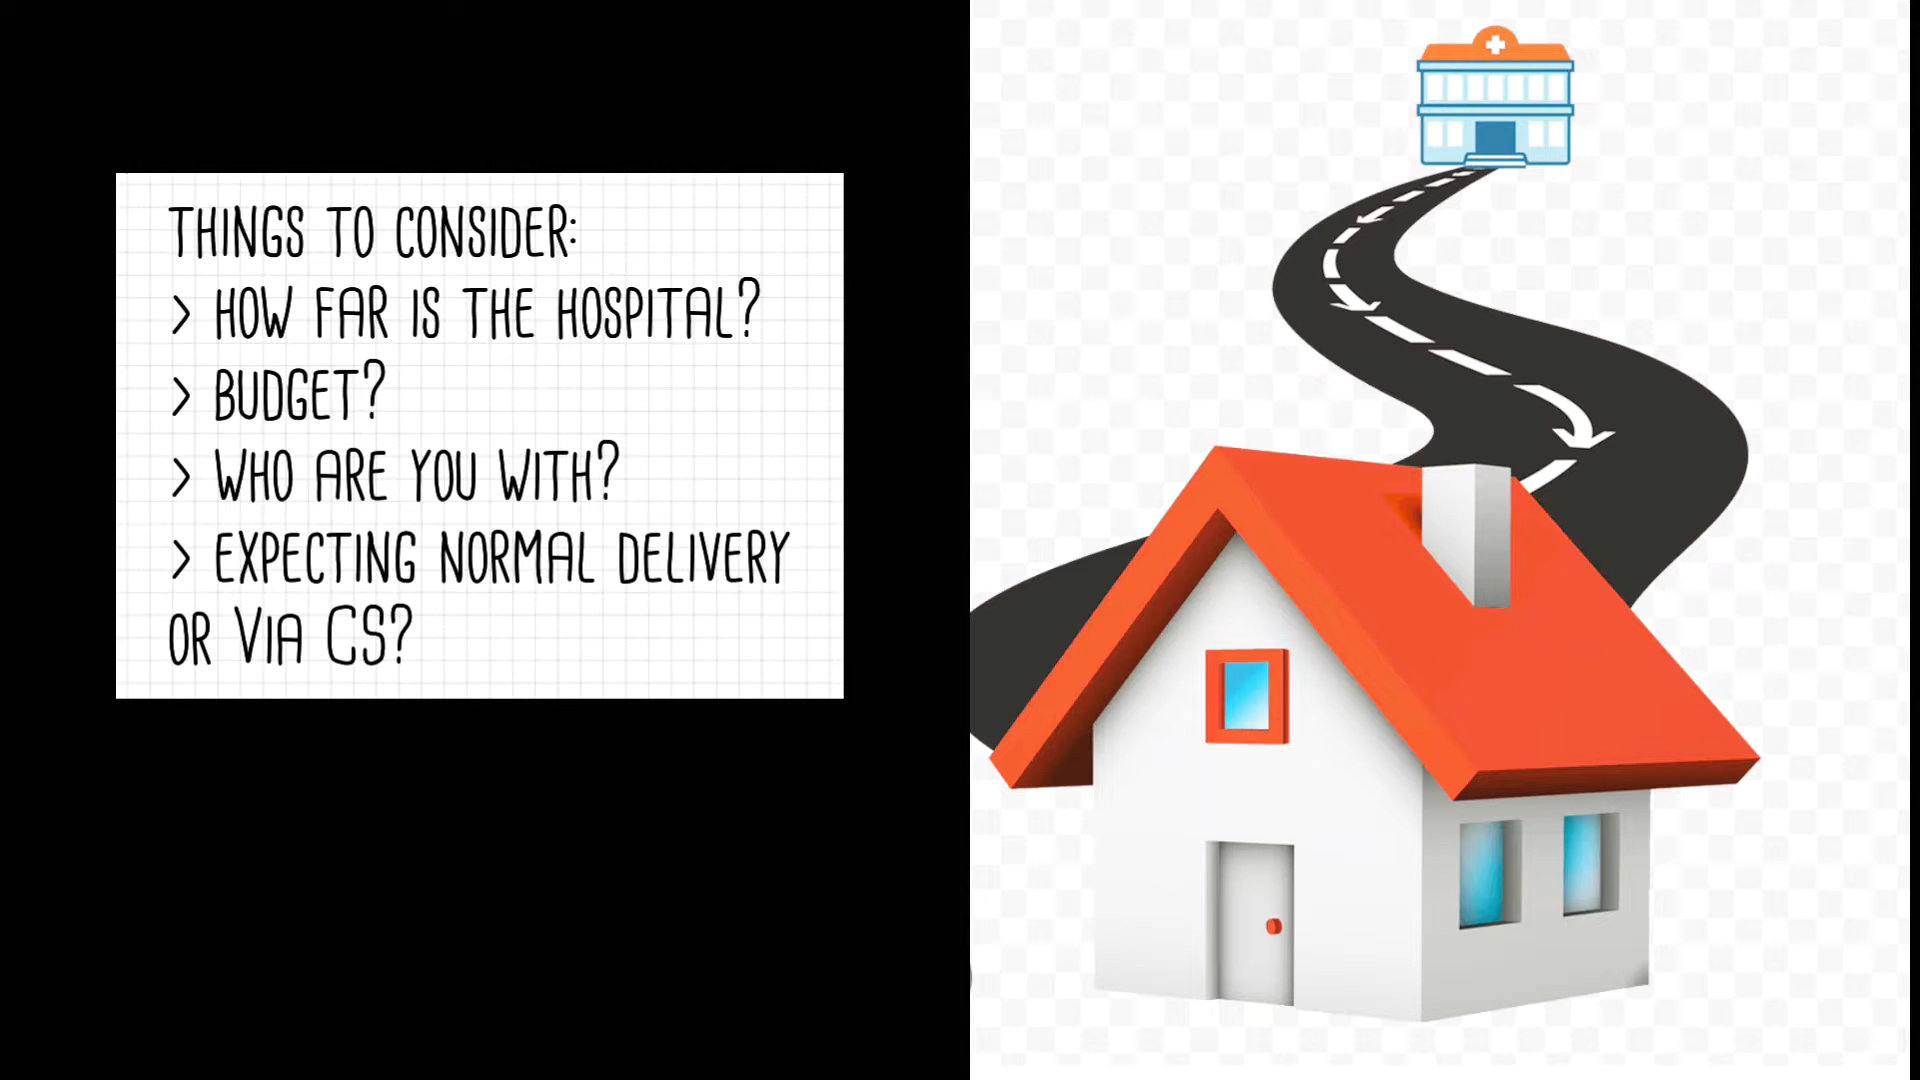 THINGS TO CONSIDER:
> HOW FAR IS THE HOSPITAL?
> BUDGET?
> WHO ARE YOU WITH?
> EXPECTING NORMAL DELIVERY
OR VIA CS?